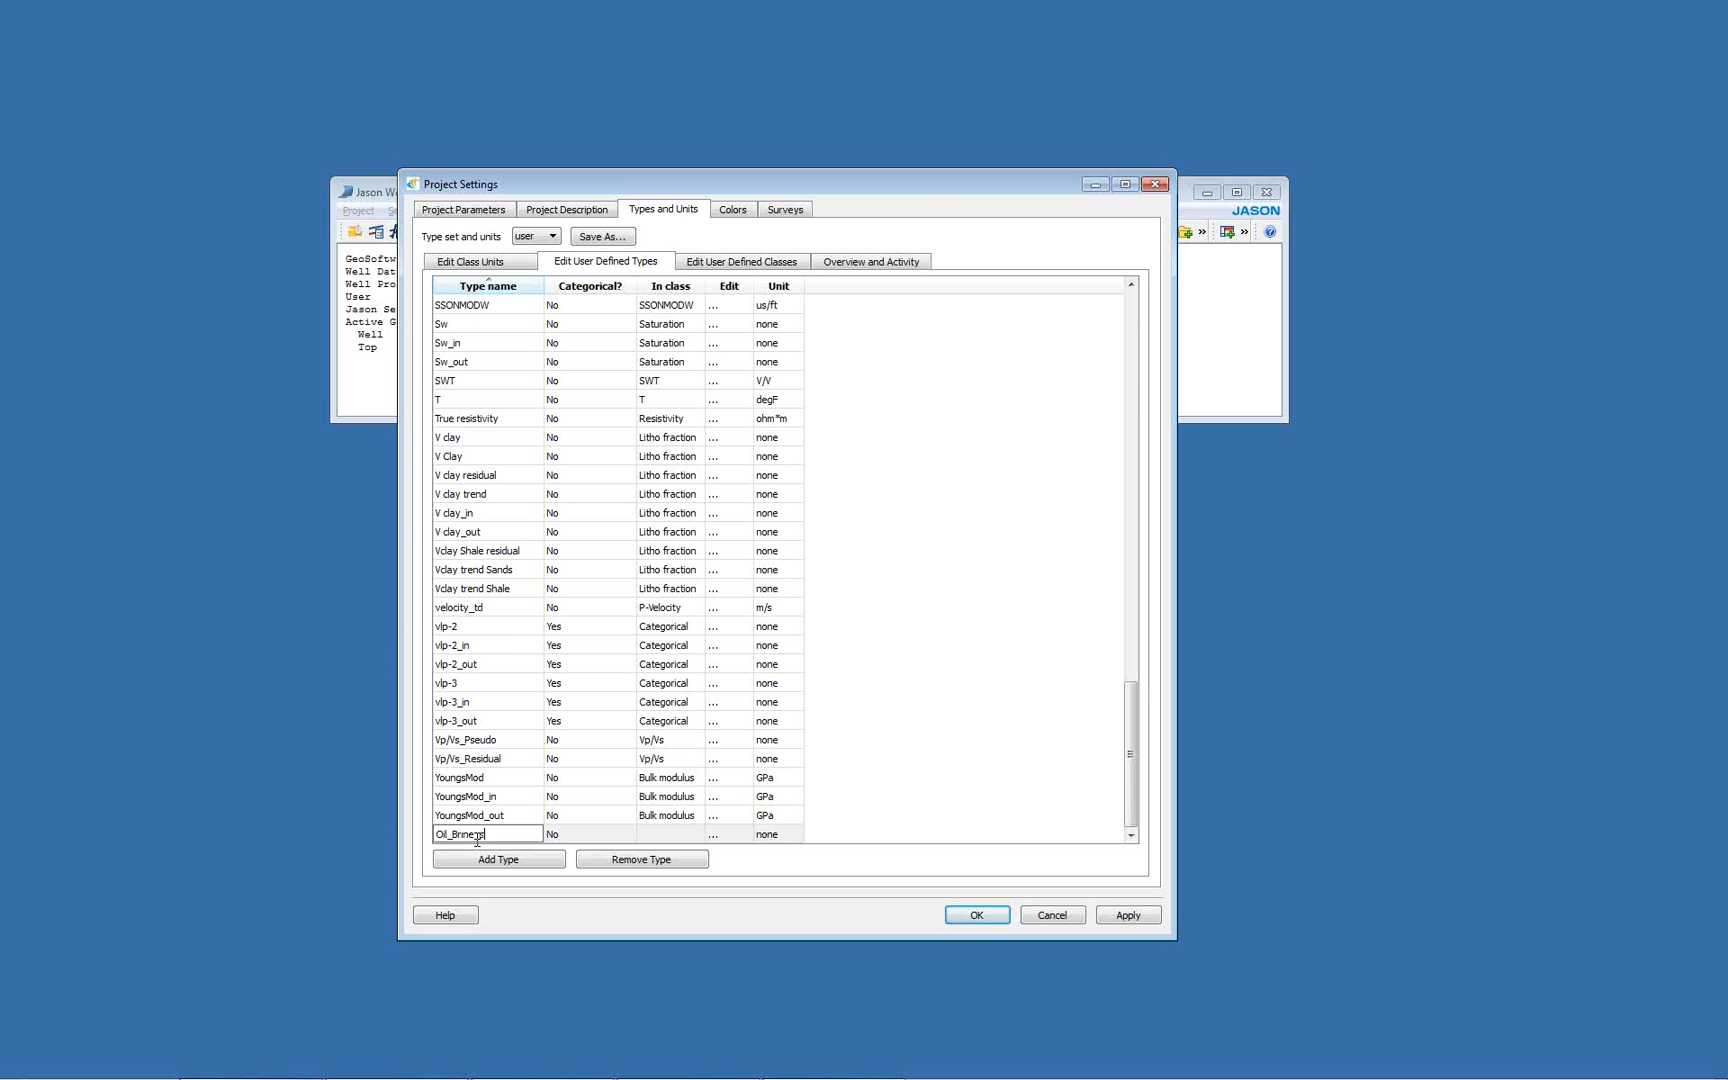 Jason Wo
Project Settings
Project Se
JASON
Project Parameters Project Description Types and Units Colors Surveys
Type set and units user Save As...
Edit Class Units Edit User Defined Types Edit User Defined Classes Overview and Activity
GeoSoftw
Well Dat
Well Pro
User
Jason Se
Active G
Well
Top
Type name Categorical? In class Edit Unit
SSONMODW No SSONMODW ... us/ft
Sw No Saturation ... none
Sw_in No Saturation ... none
Sw_out No Saturation ... none
SWT No SWT ... V/V
T No T ... degF
True resistivity No Resistivity ... ohm*m
V clay No Litho fraction ... none
V Clay No Litho fraction ... none
V clay residual No Litho fraction ... none
V clay trend No Litho fraction ... none
V clay_in No Litho fraction ... none
V clay_out No Litho fraction ... none
Vclay Shale residual No Litho fraction ... none
Vclay trend Sands No Litho fraction ... none
Vclay trend Shale No Litho fraction ... none
velocity_td No P-Velocity ... m/s
vlp-2 Yes Categorical ... none
vlp-2_in Yes Categorical ... none
vlp-2_out Yes Categorical ... none
vlp-3 Yes Categorical ... none
vlp-3_in Yes Categorical ... none
vlp-3_out Yes Categorical ... none
Vp/Vs_Pseudo No Vp/Vs ... none
Vp/Vs_Residual No Vp/Vs ... none
YoungsMod No Bulk modulus ... GPa
YoungsMod_in No Bulk modulus ... GPa
YoungsMod_out No Bulk modulus ... GPa
No ... none
Add Type Remove Type
Help OK Cancel Apply